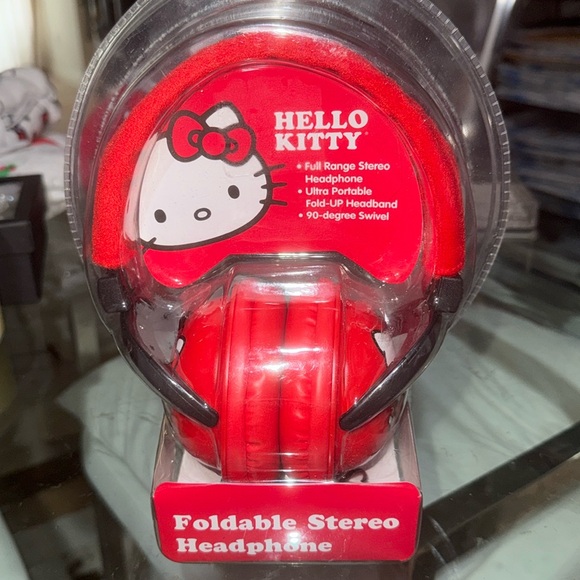 HELLO
KITTY®
• Full Range Stereo
Headphone
• Ultra Portable
Fold-UP Headband
• 90-degree Swivel
Foldable Stereo
Headphone